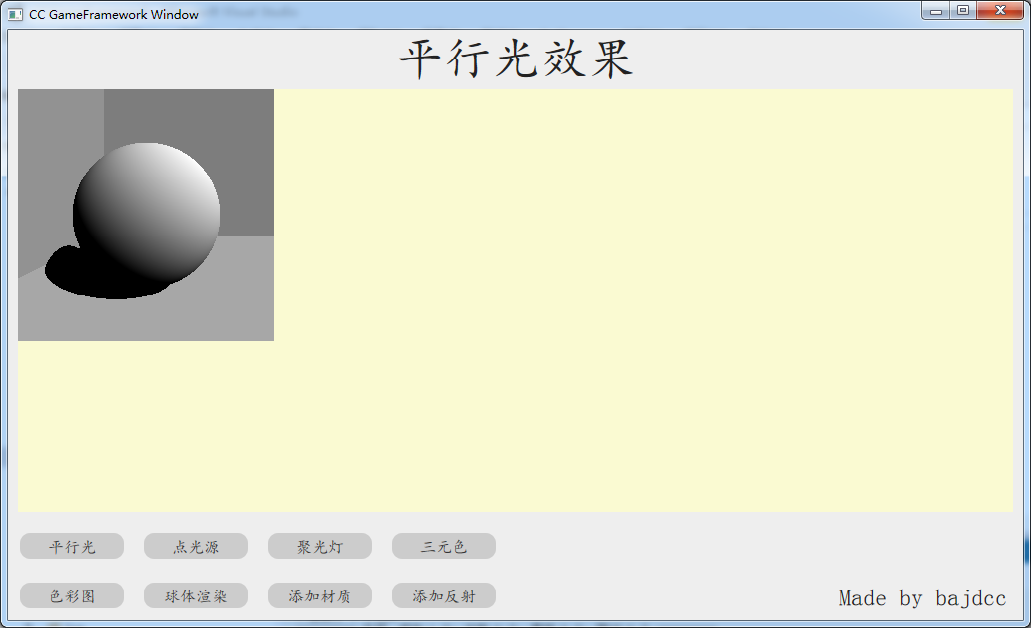 CC GameFramework Window
平行光效果
平行光 点光源 聚光灯 三元色
色彩图 球体渲染 添加材质 添加反射
Made by bajdcc